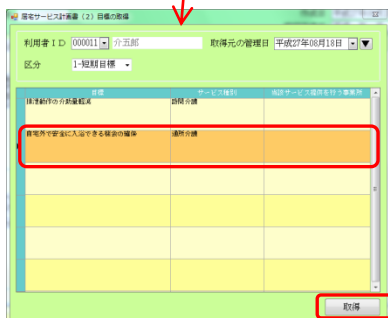 居宅サービス計画書（2）目標の取得
利用者ID 000011 介五郎 取得元の管理日 平成27年08月18日
区分 1-短期目標
目標 サービス種別 当該サービス提供を行う事業所
排泄動作の介助量軽減 訪問介護
自宅外で安全に入浴できる機会の確保 通所介護
取得